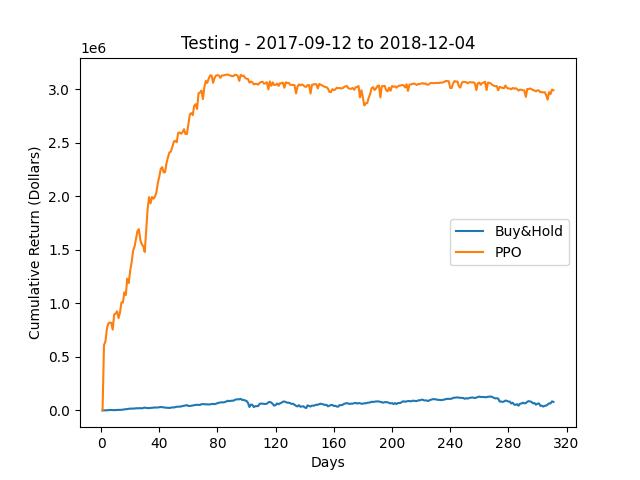 Testing - 2017-09-12 to 2018-12-04
1e6
3.0
2.5
2.0
1.5
1.0
0.5
0.0
Cumulative Return (Dollars)
Buy&Hold
PPO
0 40 80 120 160 200 240 280 320
Days